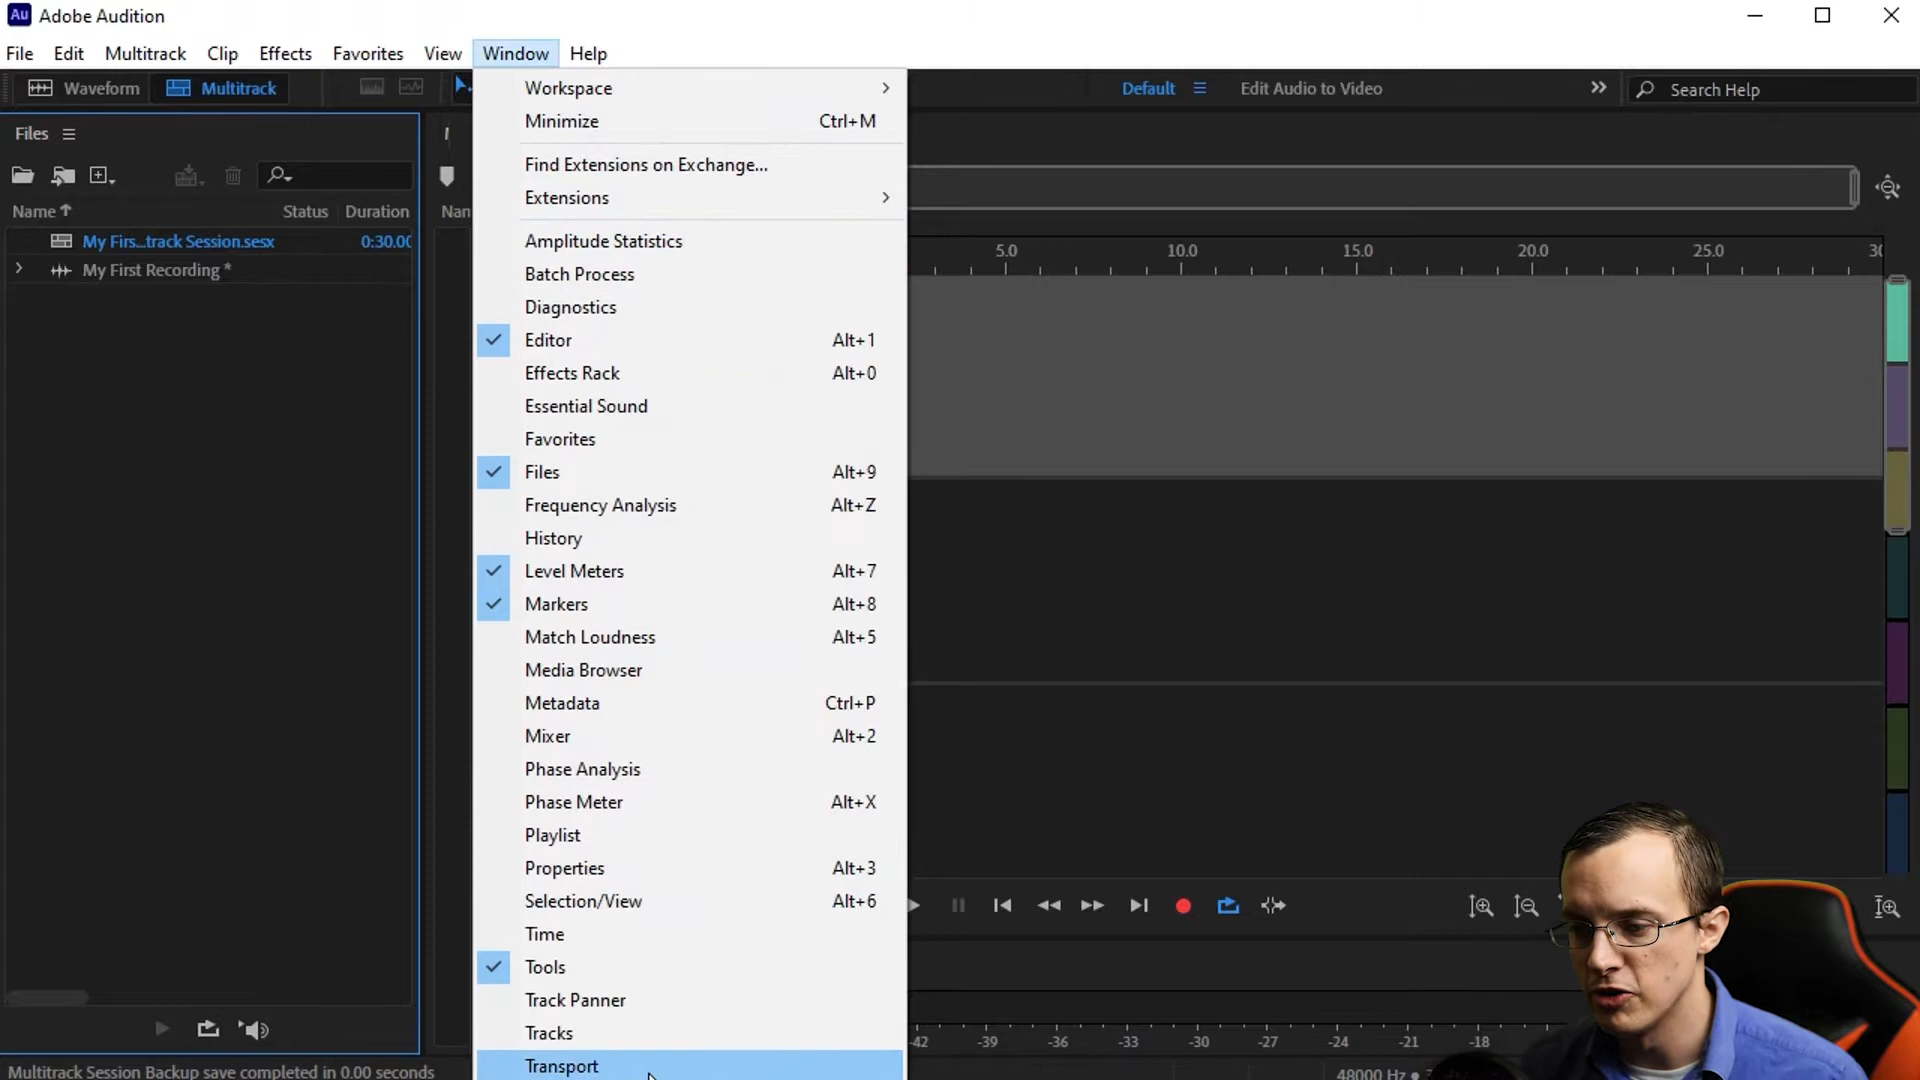 Au Adobe Audition
File Edit Multitrack Clip Effects Favorites View Window Help
Waveform Multitrack Default Edit Audio to Video Search Help
Files
Name Status Duration
My Firs...track Session.sesx 0:30.00
My First Recording *
Workspace
Minimize Ctrl+M
Find Extensions on Exchange...
Extensions
Amplitude Statistics
Batch Process
Diagnostics
Editor Alt+1
Effects Rack Alt+0
Essential Sound
Favorites
Files Alt+9
Frequency Analysis Alt+Z
History
Level Meters Alt+7
Markers Alt+8
Match Loudness Alt+5
Media Browser
Metadata Ctrl+P
Mixer Alt+2
Phase Analysis
Phase Meter Alt+X
Playlist
Properties Alt+3
Selection/View Alt+6
Time
Tools
Track Panner
Tracks
Transport
5.0 10.0 15.0 20.0 25.0 30
-42 -39 -36 -33 -30 -27 -24 -21 -18
Multitrack Session Backup save completed in 0.00 seconds
48000 Hz